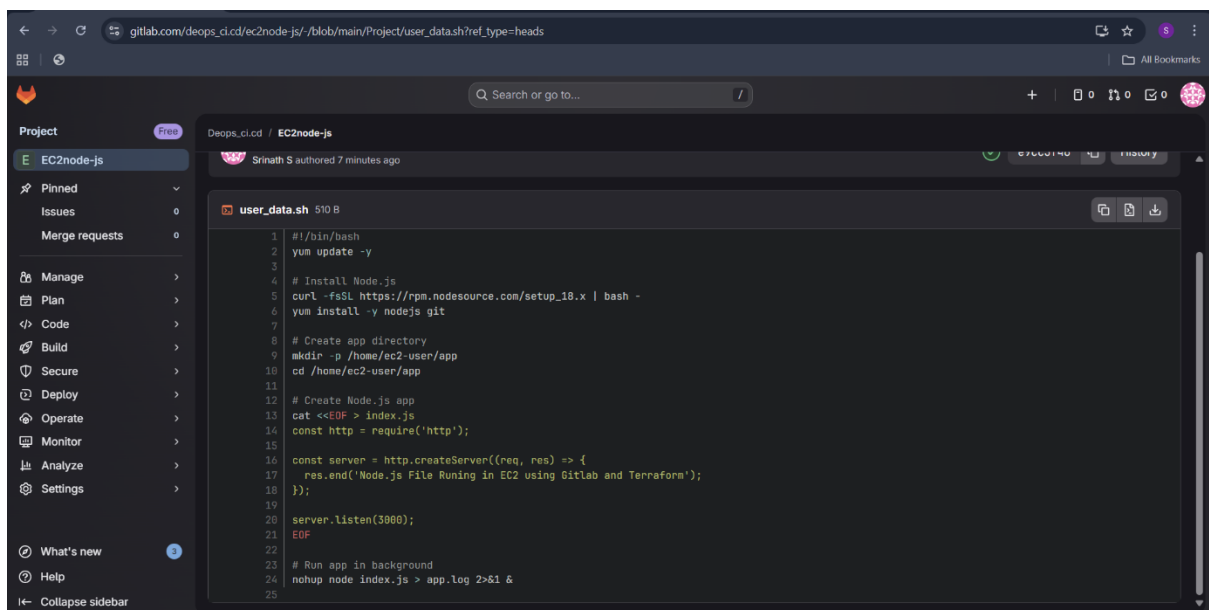 gitlab.com/deops_ci.cd/ec2node-js/-/blob/main/Project/user_data.sh?ref_type=heads
S
All Bookmarks
Search or go to...
/
0
0
0
Project
Free
Deops_ci.cd / EC2node-js
E EC2node-js
Srinath S authored 7 minutes ago
History
Pinned
Issues 0
Merge requests 0
Manage
Plan
Code
Build
Secure
Deploy
Operate
Monitor
Analyze
Settings
What's new 3
Help
Collapse sidebar
user_data.sh 510 B
1 #!/bin/bash
2 yum update -y
3
4 # Install Node.js
5 curl -fsSL https://rpm.nodesource.com/setup_18.x | bash -
6 yum install -y nodejs git
7
8 # Create app directory
9 mkdir -p /home/ec2-user/app
10 cd /home/ec2-user/app
11
12 # Create Node.js app
13 cat <<EOF > index.js
14 const http = require('http');
15
16 const server = http.createServer((req, res) => {
17   res.end('Node.js File Runing in EC2 using Gitlab and Terraform');
18 });
19
20 server.listen(3000);
21 EOF
22
23 # Run app in background
24 nohup node index.js > app.log 2>&1 &
25